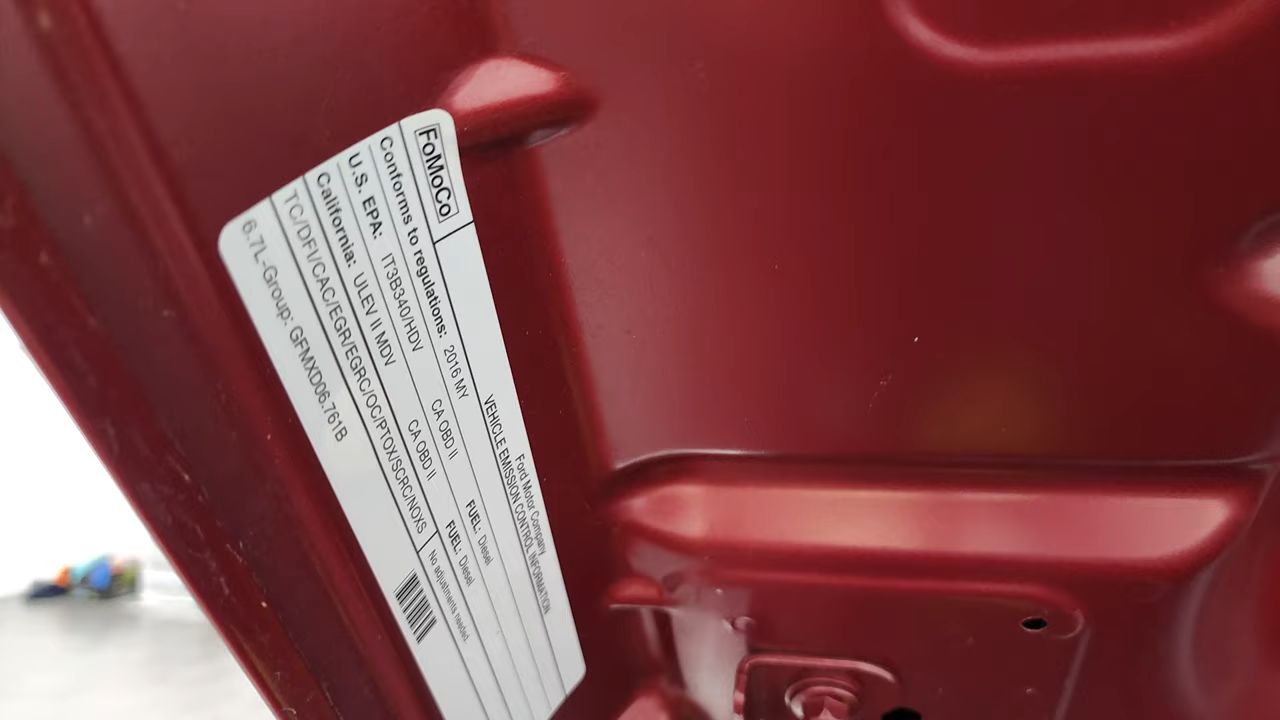 FoMoCo
Ford Motor Company
VEHICLE EMISSION CONTROL INFORMATION
Conforms to regulations: 2016 MY
U.S. EPA: IT3B340/HDV CA OBD II FUEL: Diesel
California: ULEV II MDV CA OBD II FUEL: Diesel
TC/DFI/CAC/EGR/EGRC/OC/PTOX/SCRC/NOXS No adjustments needed.
6.7L-Group: GFMXD06.761B